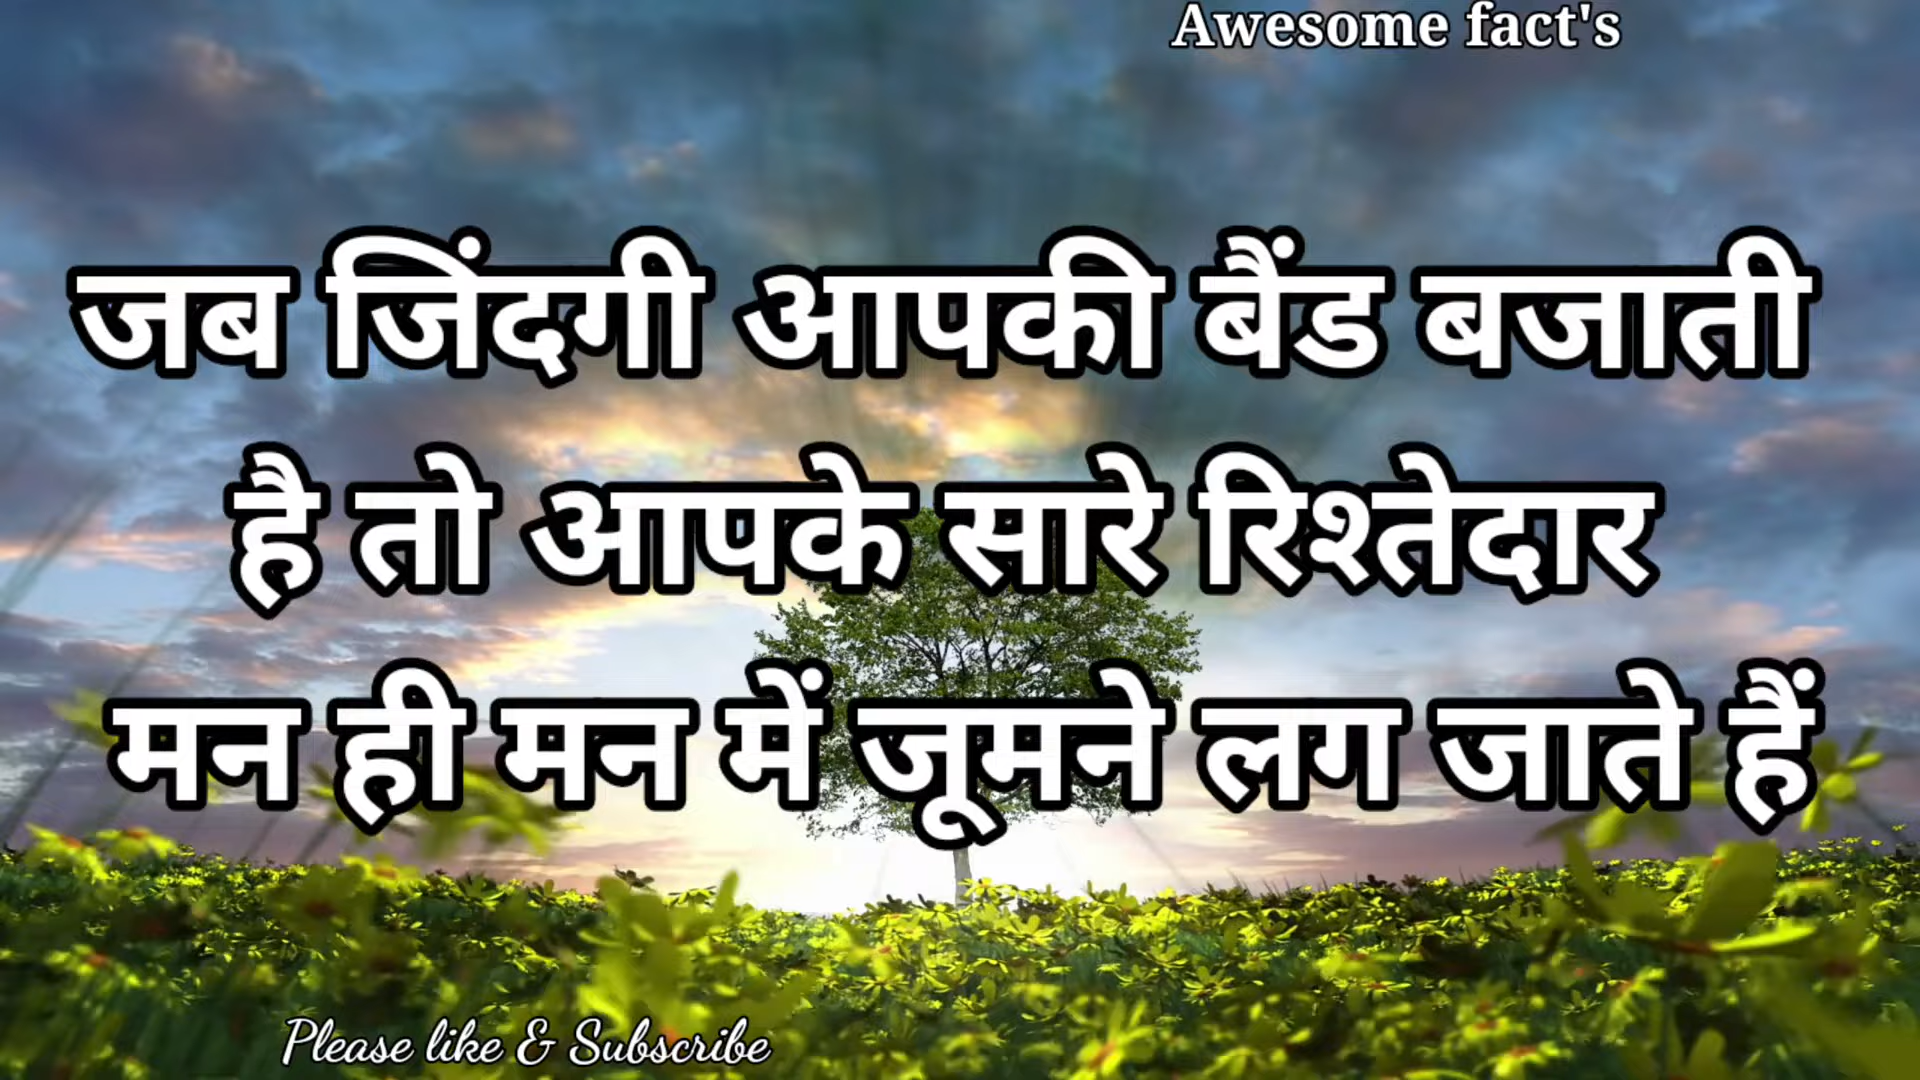 Awesome fact's
जब जिंदगी आपकी बैंड बजाती
है तो आपके सारे रिश्तेदार
मन ही मन में जूमने लग जाते हैं
Please like & Subscribe